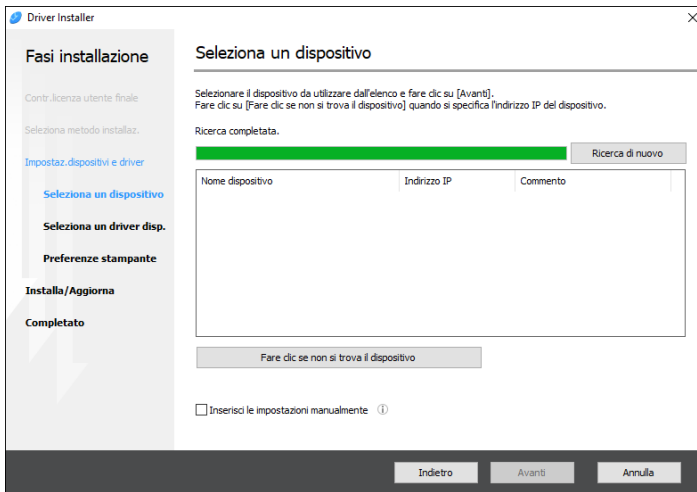 Driver Installer
Fasi installazione
Contr.licenza utente finale
Seleziona metodo installaz.
Impostaz.dispositivi e driver
Seleziona un dispositivo
Seleziona un driver disp.
Preferenze stampante
Installa/Aggiorna
Completato
Seleziona un dispositivo
Selezionare il dispositivo da utilizzare dall'elenco e fare clic su [Avanti].
Fare clic su [Fare clic se non si trova il dispositivo] quando si specifica l'indirizzo IP del dispositivo.
Ricerca completata.
Ricerca di nuovo
Nome dispositivo Indirizzo IP Commento
Fare clic se non si trova il dispositivo
Inserisci le impostazioni manualmente
Indietro Avanti Annulla